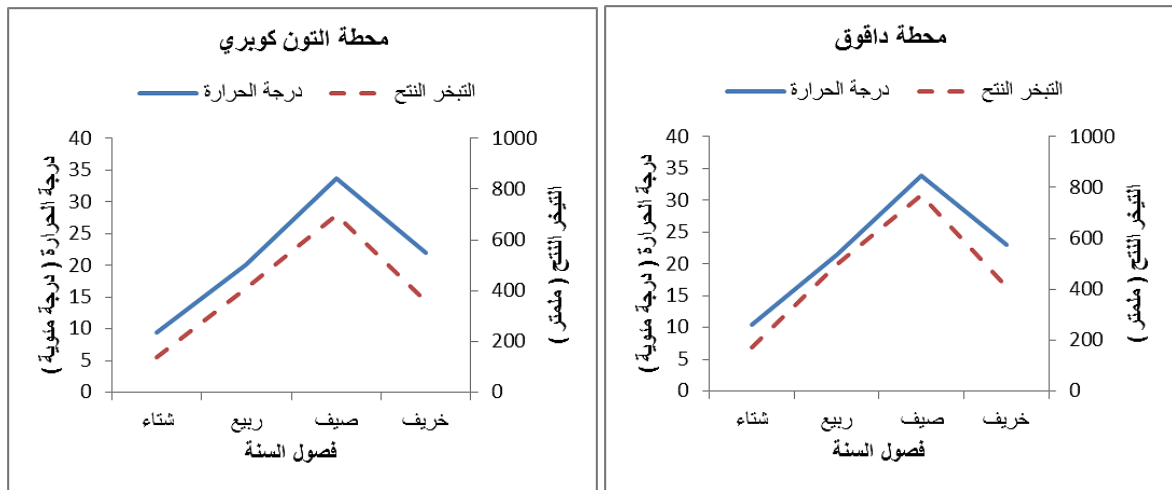 محطة التون كوبري
درجة الحرارة
التبخر النتح
درجة الحرارة ( درجة مئوية )
40
35
30
25
20
15
10
5
0
1000
800
600
400
200
0
شتاء
ربيع
صيف
خريف
فصول السنة
محطة داقوق
درجة الحرارة
التبخر النتح
درجة الحرارة ( درجة مئوية )
40
35
30
25
20
15
10
5
0
1000
800
600
400
200
0
التبخر النتح ( ملمتر )
التبخر النتح ( ملمتر )
شتاء
ربيع
صيف
خريف
فصول السنة